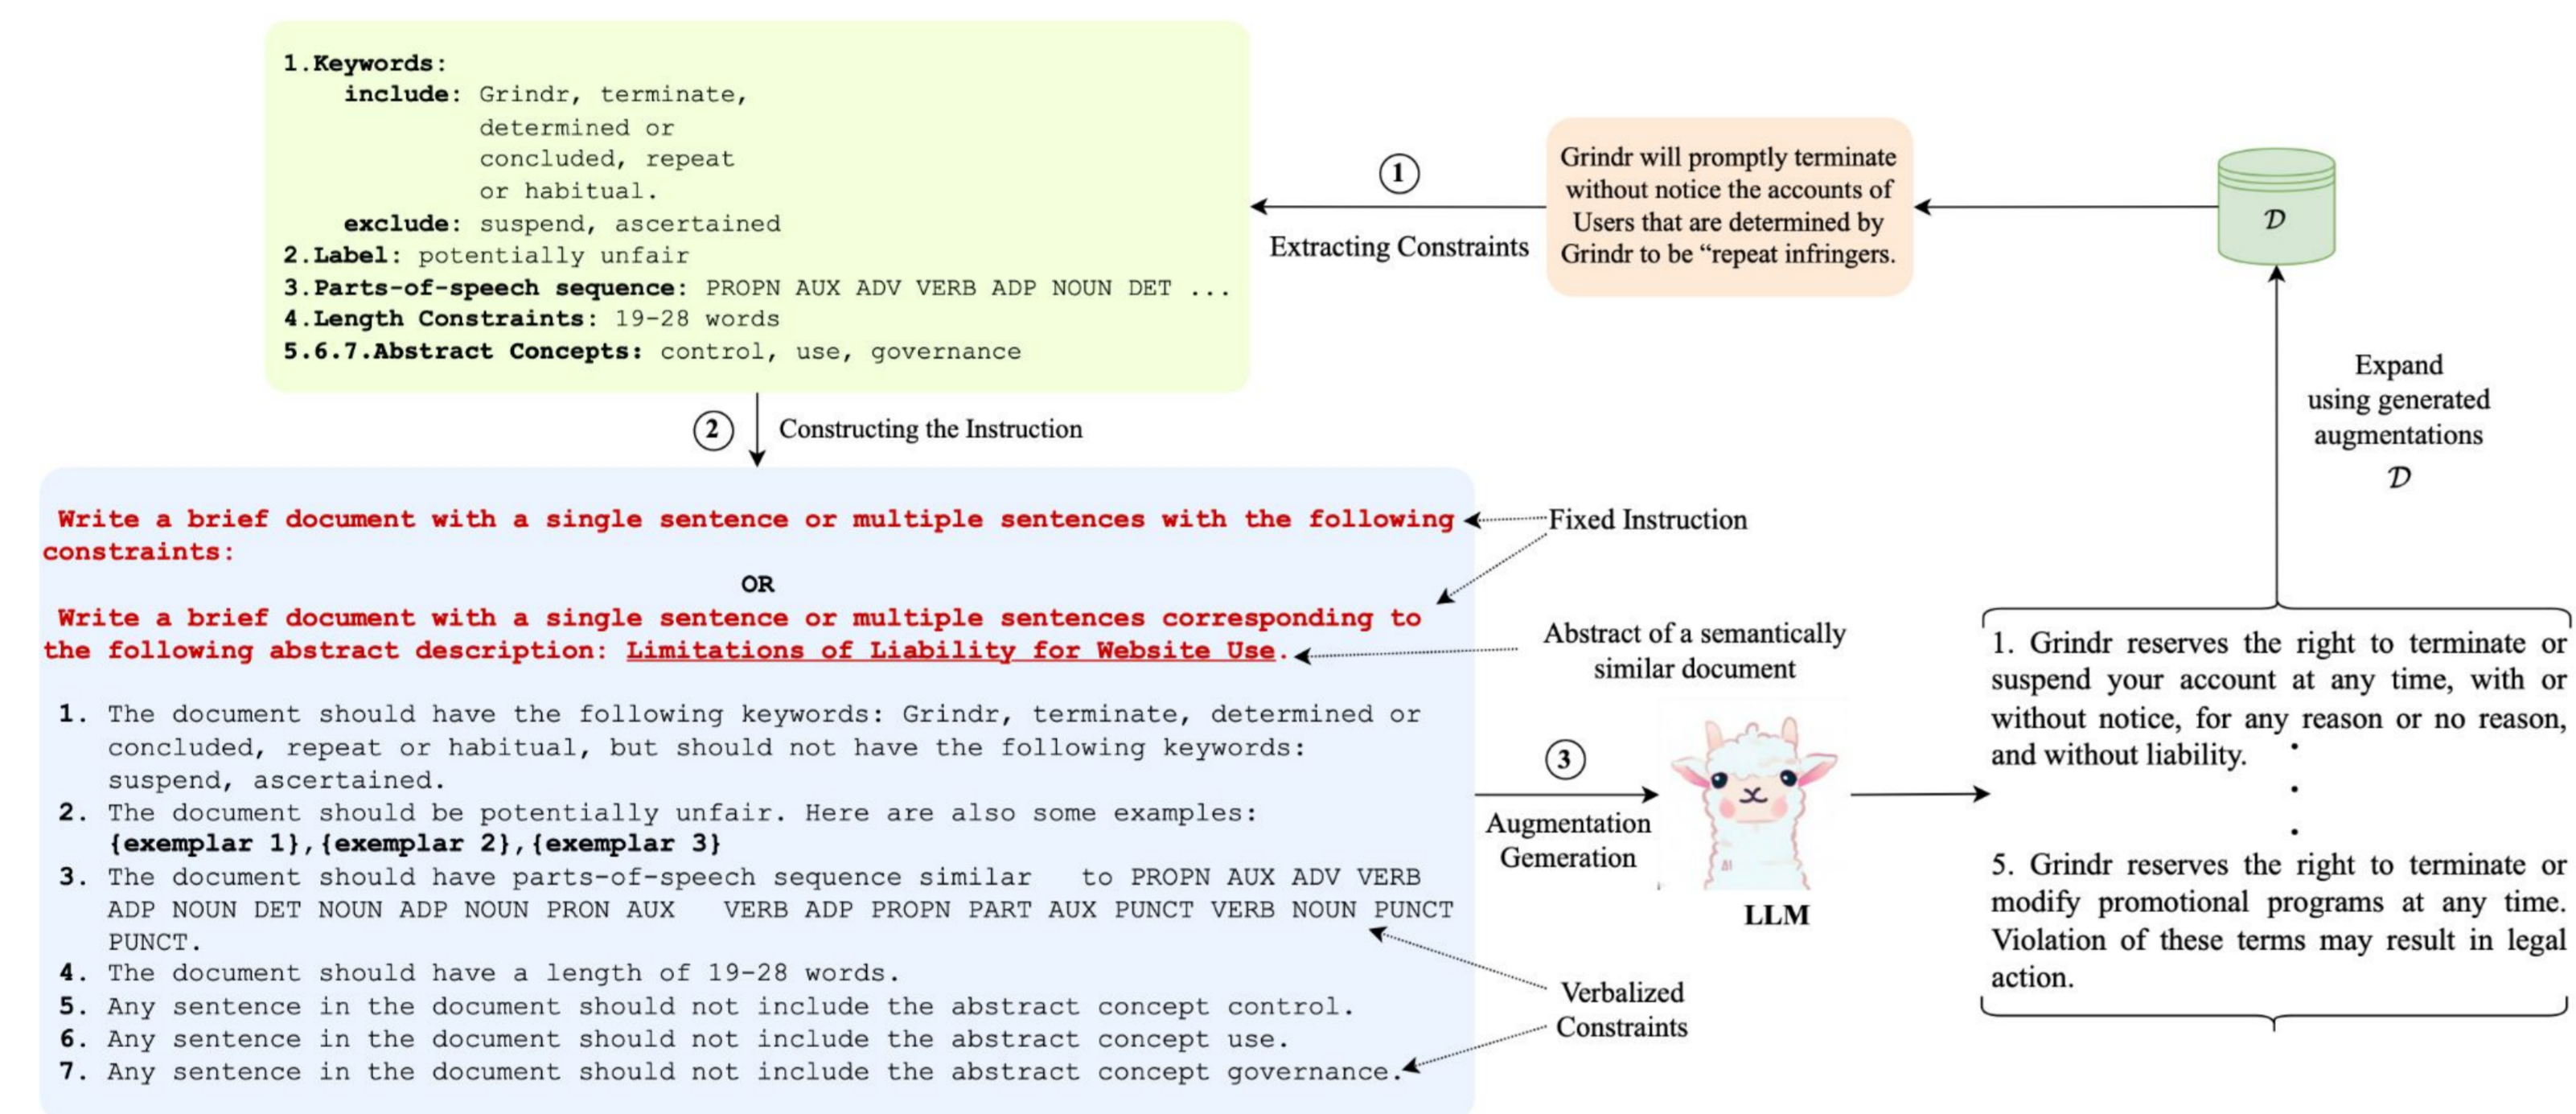 1.Keywords:
include: Grindr, terminate,
determined or
concluded, repeat
or habitual.
exclude: suspend, ascertained
2.Label: potentially unfair
3.Parts-of-speech sequence: PROPN AUX ADV VERB ADP NOUN DET ...
4.Length Constraints: 19-28 words
5.6.7.Abstract Concepts: control, use, governance
1
Extracting Constraints
Grindr will promptly terminate
without notice the accounts of
Users that are determined by
Grindr to be “repeat infringers.
𝒟
Expand
using generated
augmentations
𝒟
2
Constructing the Instruction
Write a brief document with a single sentence or multiple sentences with the following
constraints:
OR
Write a brief document with a single sentence or multiple sentences corresponding to
the following abstract description: Limitations of Liability for Website Use.
1. The document should have the following keywords: Grindr, terminate, determined or
concluded, repeat or habitual, but should not have the following keywords:
suspend, ascertained.
2. The document should be potentially unfair. Here are also some examples:
{exemplar 1},{exemplar 2},{exemplar 3}
3. The document should have parts-of-speech sequence similar to PROPN AUX ADV VERB
ADP NOUN DET NOUN ADP NOUN PRON AUX VERB ADP PROPN PART AUX PUNCT VERB NOUN PUNCT
PUNCT.
4. The document should have a length of 19-28 words.
5. Any sentence in the document should not include the abstract concept control.
6. Any sentence in the document should not include the abstract concept use.
7. Any sentence in the document should not include the abstract concept governance.
Fixed Instruction
Abstract of a semantically
similar document
Verbalized
Constraints
3
Augmentation
Gemeration
AI
LLM
1. Grindr reserves the right to terminate or
suspend your account at any time, with or
without notice, for any reason or no reason,
and without liability.
5. Grindr reserves the right to terminate or
modify promotional programs at any time.
Violation of these terms may result in legal
action.